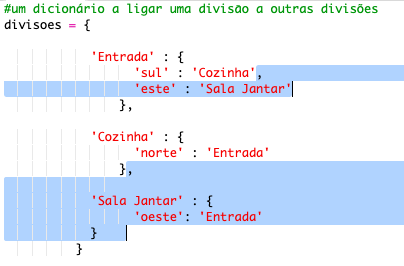 #um dicionário a ligar uma divisão a outras divisões
divisoes = {
'Entrada' : {
'sul' : 'Cozinha',
'este' : 'Sala Jantar'
},
'Cozinha' : {
'norte' : 'Entrada'
},
'Sala Jantar' : {
'oeste': 'Entrada'
}
}